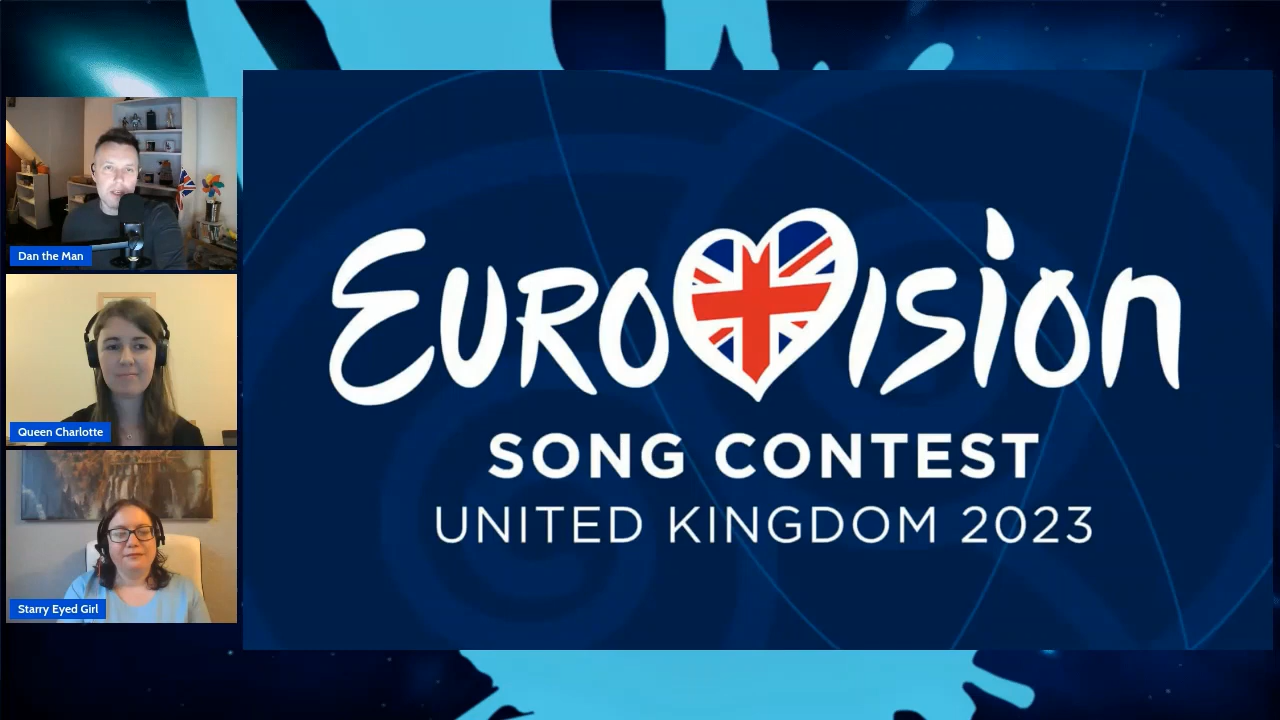 Dan the Man
Queen Charlotte
Starry Eyed Girl
EUROVISION
SONG CONTEST
UNITED KINGDOM 2023